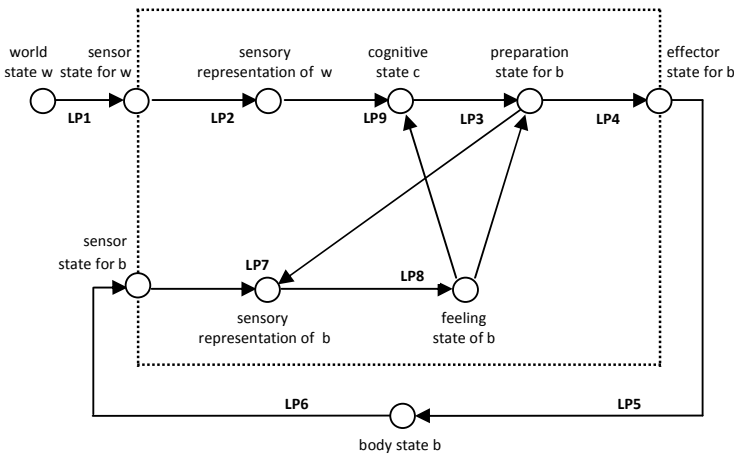 world
state w
sensor
state for w
sensory
representation of w
cognitive
state c
preparation
state for b
effector
state for b
LP1
LP2
LP9
LP3
LP4
sensor
state for b
LP7
LP8
sensory
representation of b
feeling
state of b
LP6
LP5
body state b